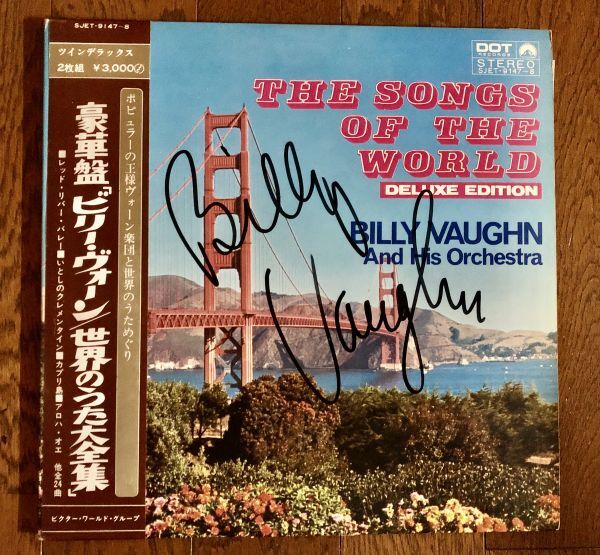 SJET-9147~8
ツインデラックス
2枚組 ¥3,000
ポピュラーの王様ヴォーン楽団と世界のうためぐり
豪華盤「ビリー・ヴォーン/世界のうた大全集」
■レッド・リバー・バレー■いとしのクレメンタイン■カプリ島■アロハ・オエ 他全24曲
ビクター・ワールド・グループ
DOT
RECORDS
STEREO
SJET-9147~8
THE SONGS
OF THE
WORLD
DELUXE EDITION
BILLY VAUGHN
And His Orchestra
Billy
Vaughn